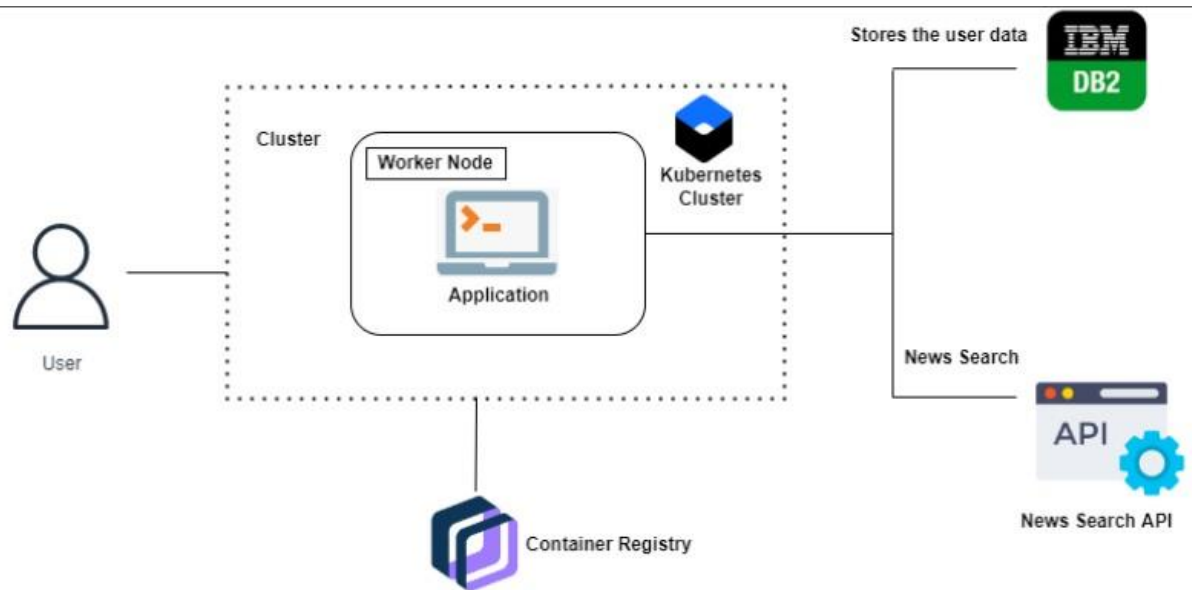 Stores the user data
IBM
DB2
Cluster
Worker Node
Kubernetes
Cluster
Application
User
News Search
API
News Search API
Container Registry